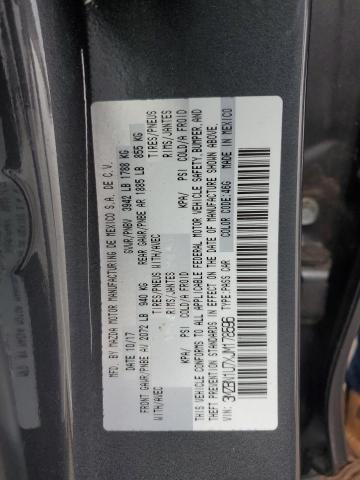 MFD. BY MAZDA MOTOR MANUFACTURING DE MEXICO S.A. DE C.V.
DATE 10/17 GVWR/PNBV 3942 LB 1788 KG
FRONT GAWR/PNBE AV 2072 LB 940 KG REAR GAWR/PNBE AR 1885 LB 855 KG
WITH/AVEC TIRES/PNEUS WITH/AVEC TIRES/PNEUS
RIMS/JANTES RIMS/JANTES
KPA/ PSI COLD/A FROID KPA/ PSI COLD/A FROID
THIS VEHICLE CONFORMS TO ALL APPLICABLE FEDERAL MOTOR VEHICLE SAFETY, BUMPER, AND
THEFT PREVENTION STANDARDS IN EFFECT ON THE DATE OF MANUFACTURE SHOWN ABOVE.
VIN: TYPE PASS CAR COLOR CODE: 46G MADE IN MEXICO